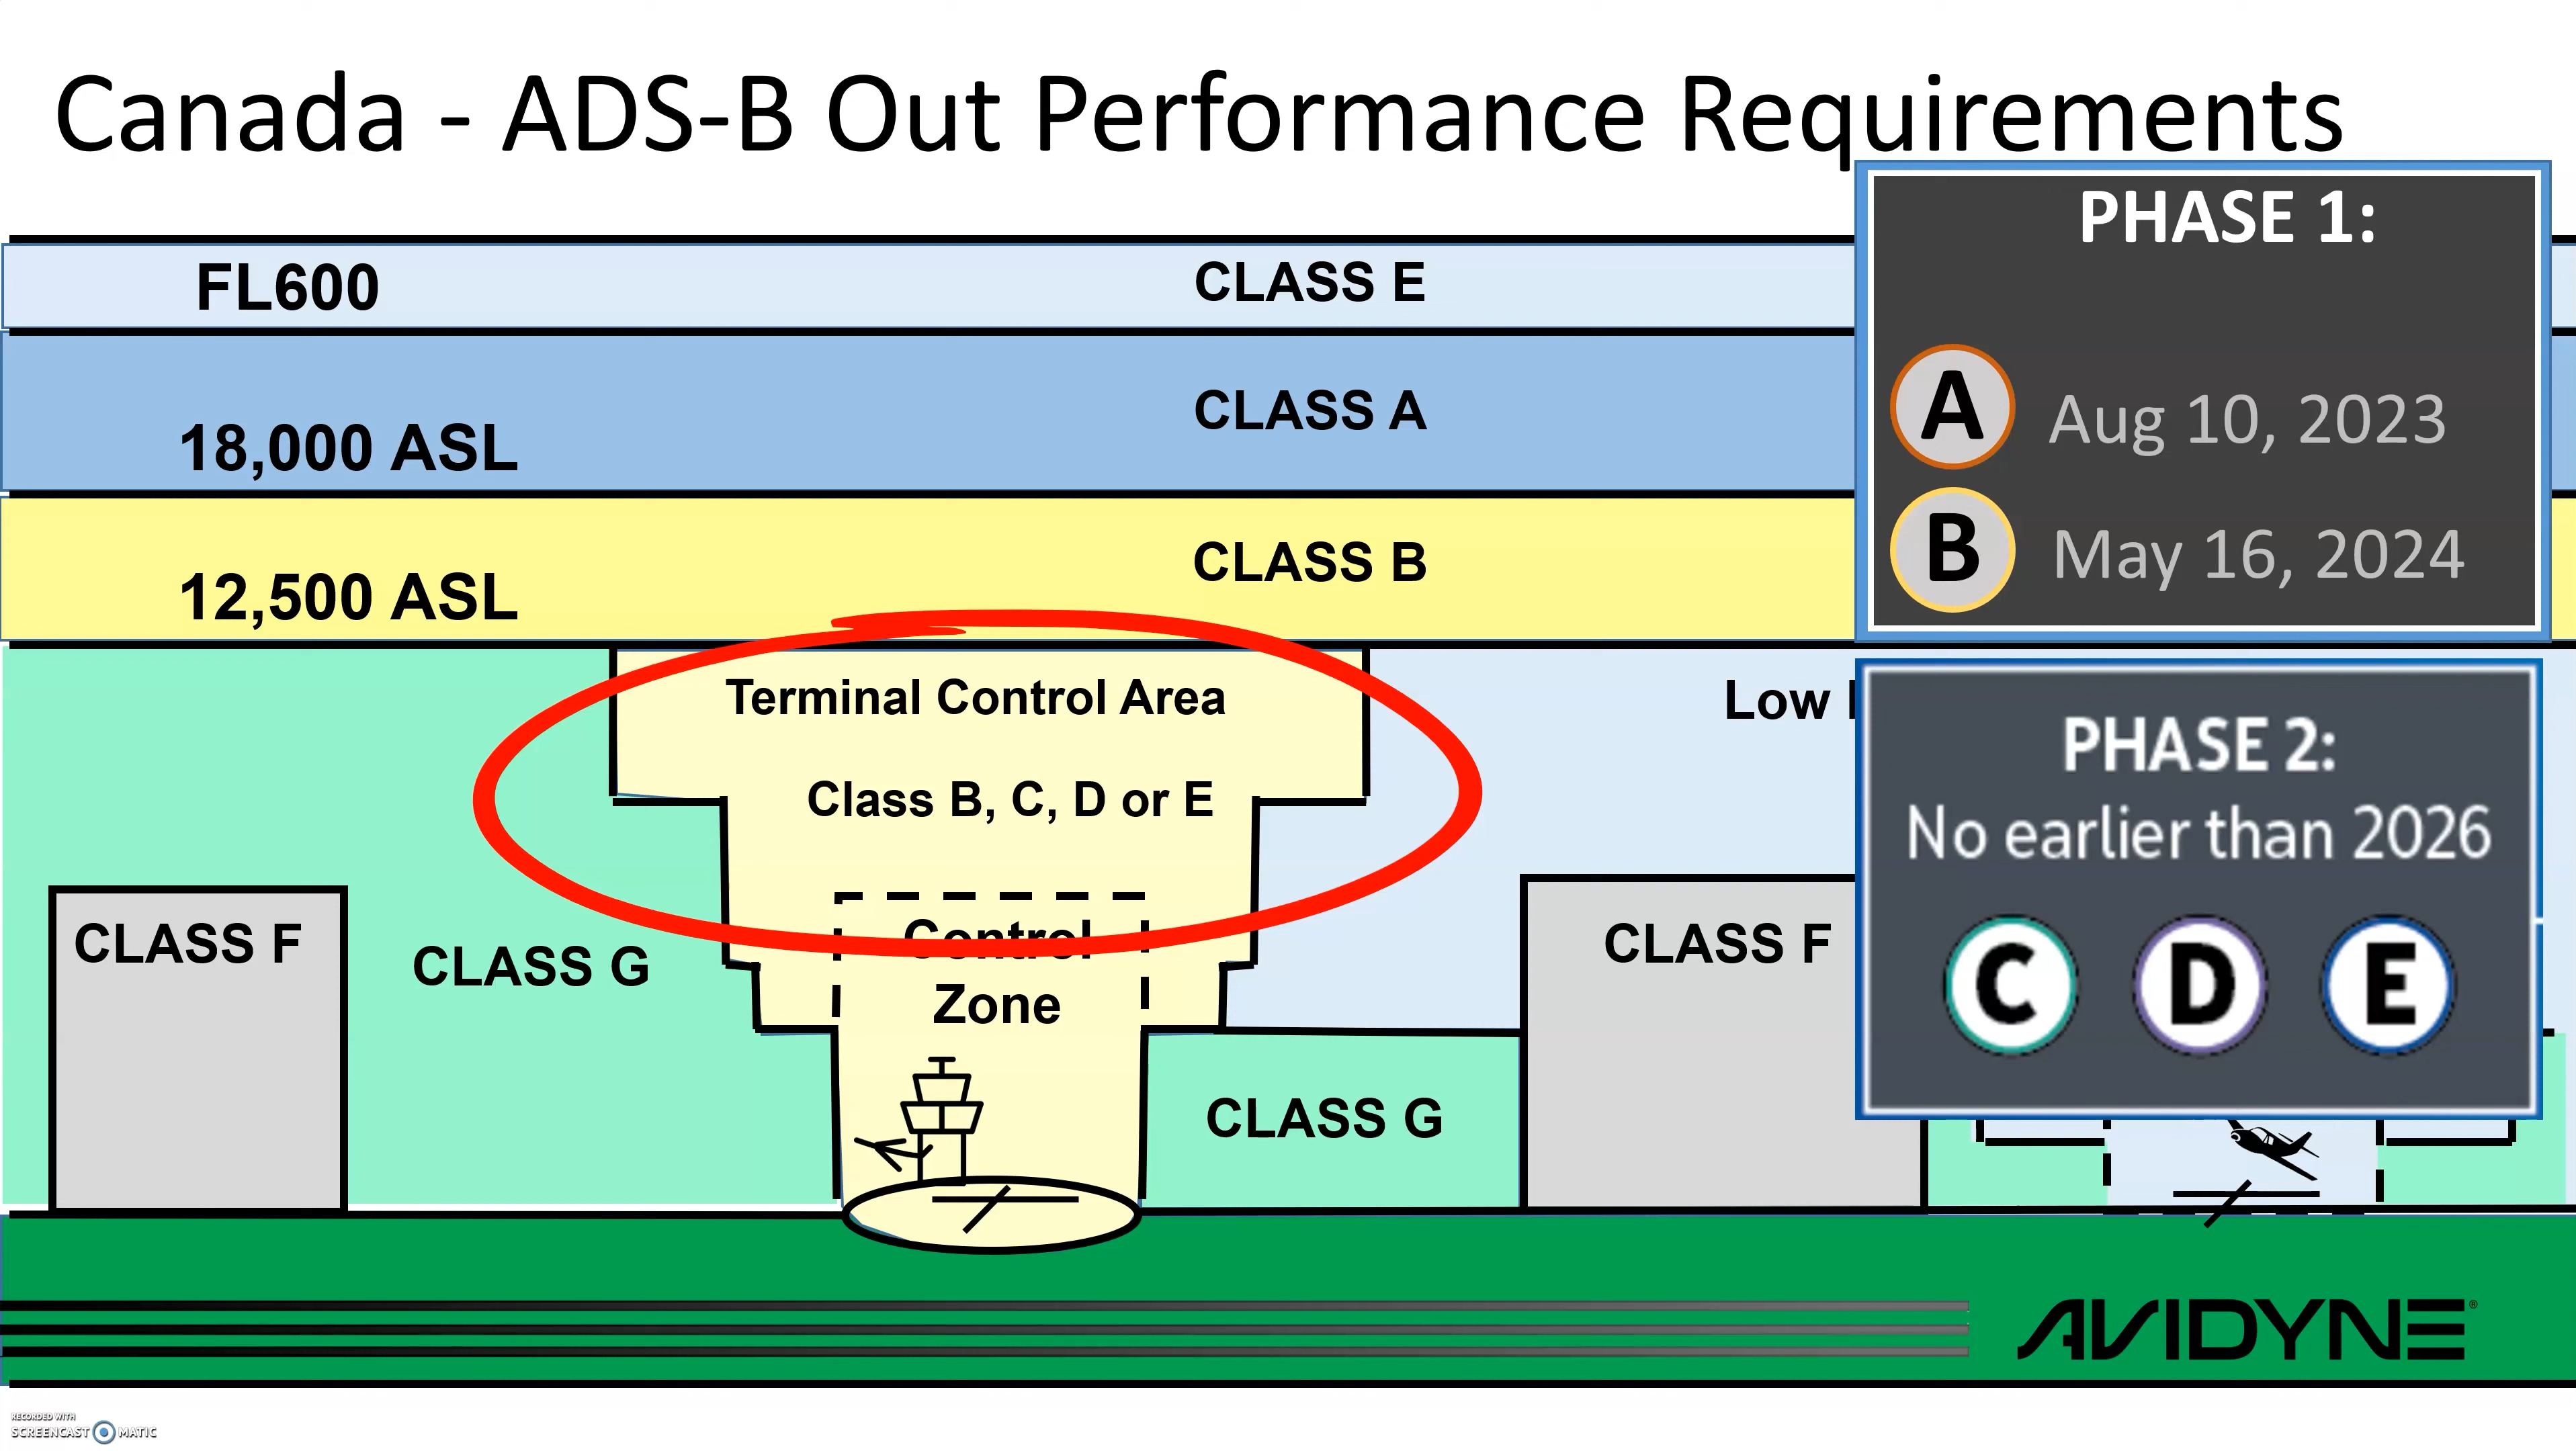 Canada - ADS-B Out Performance Requirements
PHASE 1:
FL600
CLASS E
18,000 ASL
CLASS A
A Aug 10, 2023
12,500 ASL
CLASS B
B May 16, 2024
Terminal Control Area
Low
Class B, C, D or E
PHASE 2:
No earlier than 2026
C D E
CLASS F
CLASS G
Control
Zone
CLASS F
CLASS G
AVIDYNE®
RECORDED WITH
SCREENCAST MATIC